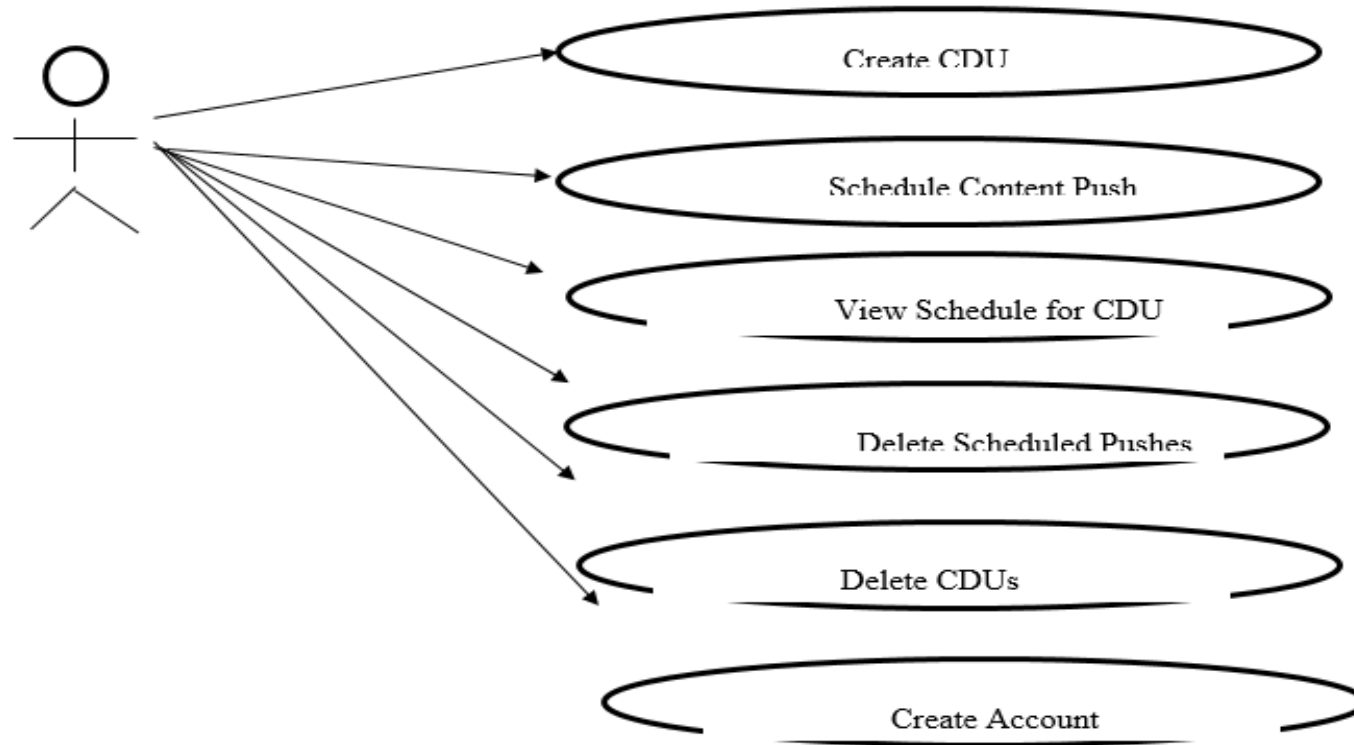 Create CDU
Schedule Content Push
View Schedule for CDU
Delete Scheduled Pushes
Delete CDUs
Create Account